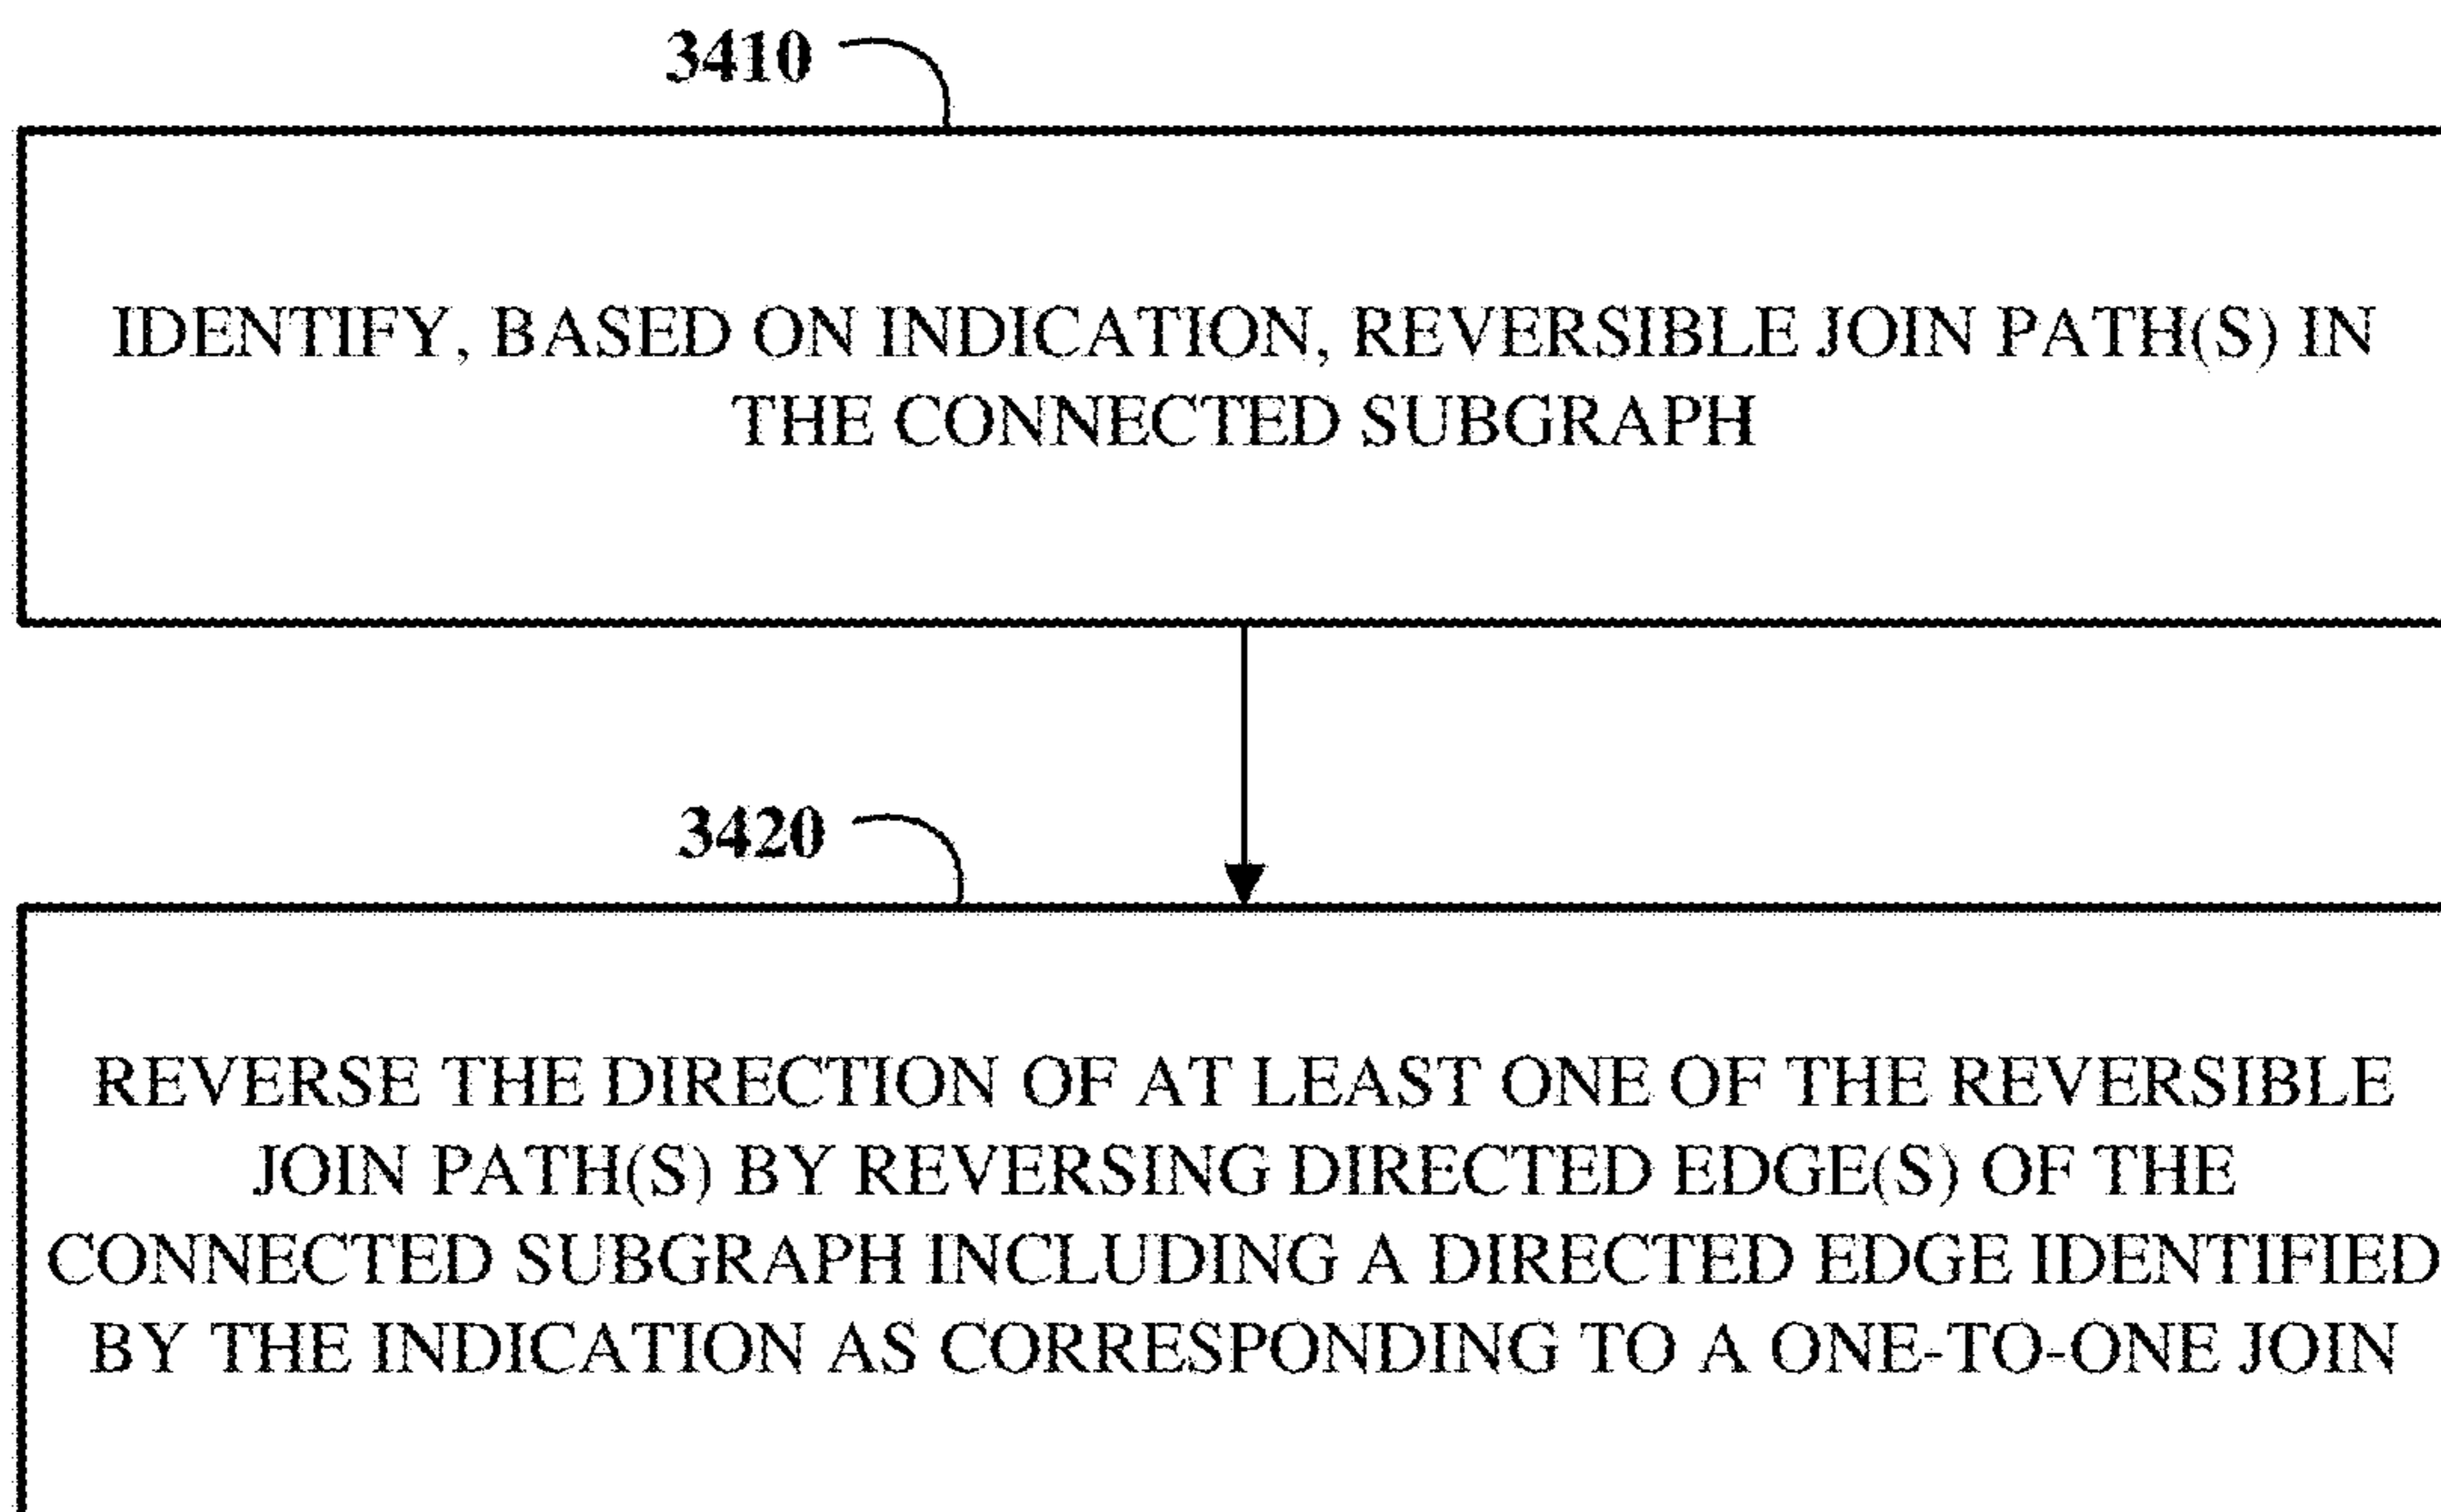 3410
IDENTIFY, BASED ON INDICATION, REVERSIBLE JOIN PATH(S) IN
THE CONNECTED SUBGRAPH
3420
REVERSE THE DIRECTION OF AT LEAST ONE OF THE REVERSIBLE
JOIN PATH(S) BY REVERSING DIRECTED EDGE(S) OF THE
CONNECTED SUBGRAPH INCLUDING A DIRECTED EDGE IDENTIFIED
BY THE INDICATION AS CORRESPONDING TO A ONE-TO-ONE JOIN